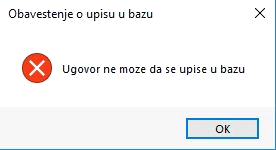 Obavestenje o upisu u bazu
Ugovor ne moze da se upise u bazu
OK